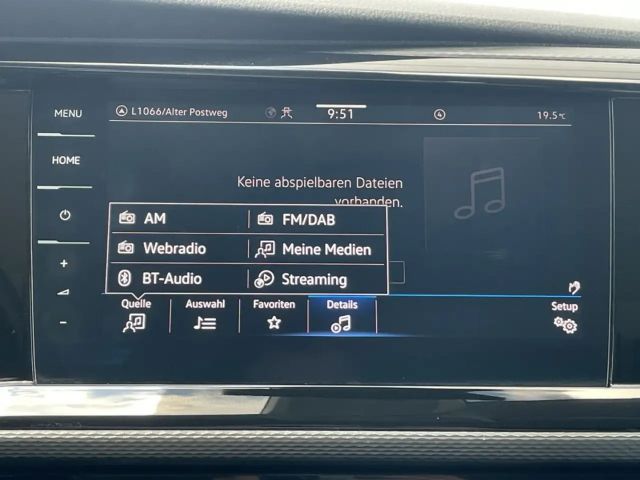 MENU
L1066/Alter Postweg
9:51
4
19.5°C
HOME
Keine abspielbaren Dateien
vorhanden.
AM
FM/DAB
Webradio
Meine Medien
BT-Audio
Streaming
+
-
Quelle
Auswahl
Favoriten
Details
Setup